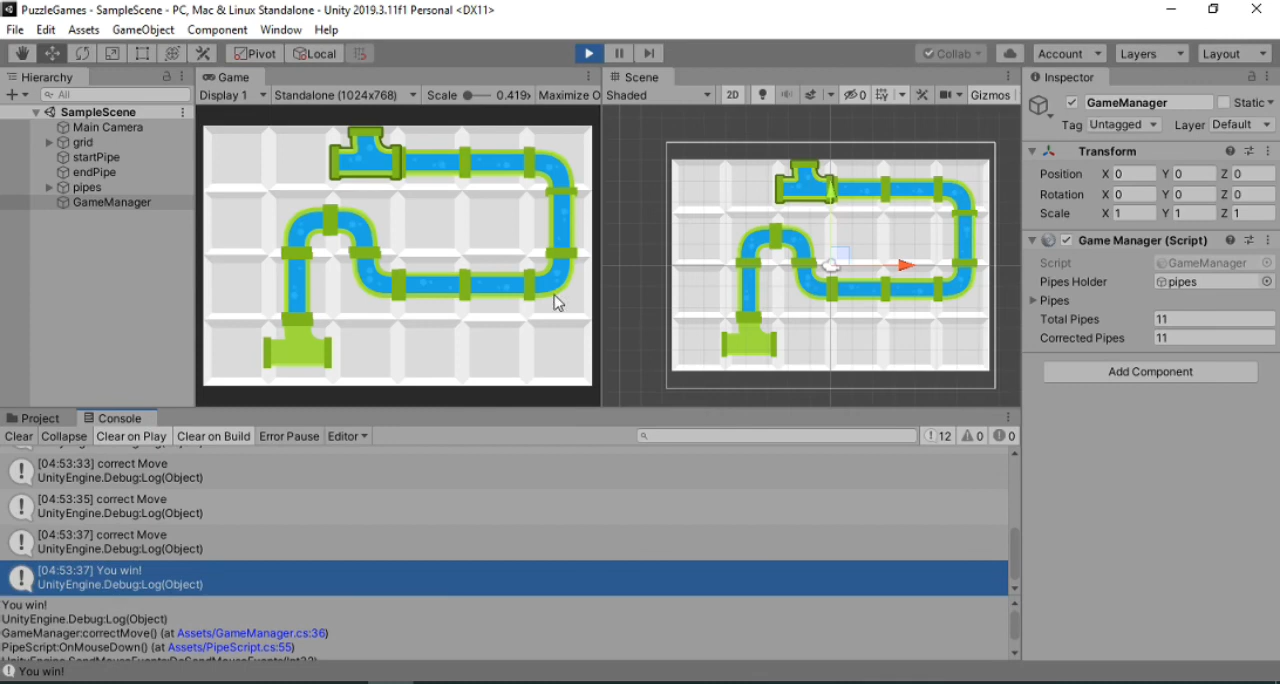 PuzzleGames - SampleScene - PC, Mac & Linux Standalone - Unity 2019.3.11f1 Personal <DX11>
File Edit Assets GameObject Component Window Help
Pivot Local Collab Account Layers Layout
Hierarchy
All
SampleScene
Main Camera
grid
startPipe
endPipe
pipes
GameManager
Game
Display 1 Standalone (1024x768) Scale 0.419x Maximize O
Scene
Shaded 2D 0 Gizmos
Inspector
GameManager Static
Tag Untagged Layer Default
Transform
Position X 0 Y 0 Z 0
Rotation X 0 Y 0 Z 0
Scale X 1 Y 1 Z 1
Game Manager (Script)
Script GameManager
Pipes Holder pipes
Pipes
Total Pipes 11
Corrected Pipes 11
Add Component
Project Console
Clear Collapse Clear on Play Clear on Build Error Pause Editor 12 0 0
[04:53:33] correct Move
UnityEngine.Debug:Log(Object)
[04:53:35] correct Move
UnityEngine.Debug:Log(Object)
[04:53:37] correct Move
UnityEngine.Debug:Log(Object)
[04:53:37] You win!
UnityEngine.Debug:Log(Object)
You win!
UnityEngine.Debug:Log(Object)
GameManager:correctMove() (at Assets/GameManager.cs:36)
PipeScript:OnMouseDown() (at Assets/PipeScript.cs:55)
You win!